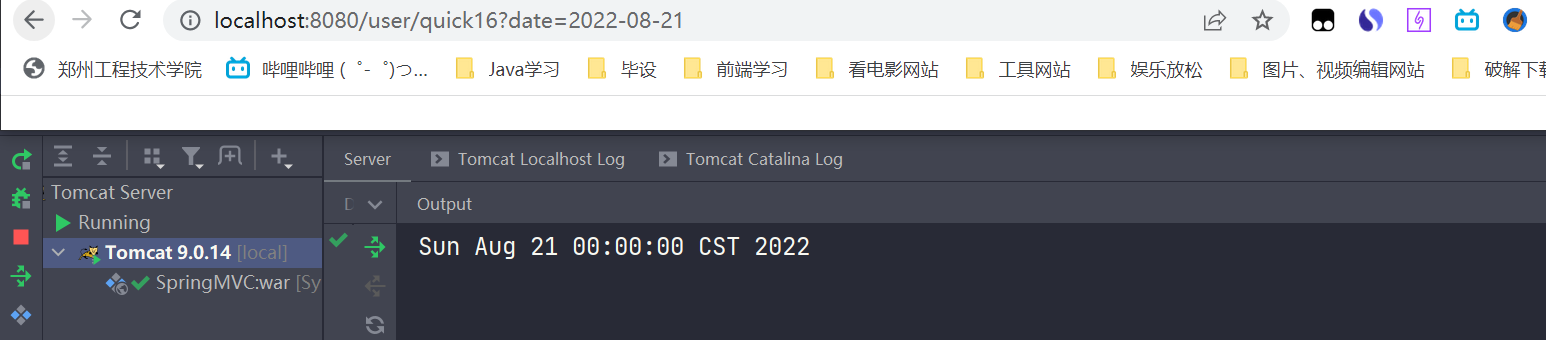 localhost:8080/user/quick16?date=2022-08-21
郑州工程技术学院 哔哩哔哩 (゜-゜)つ... Java学习 毕设 前端学习 看电影网站 工具网站 娱乐放松 图片、视频编辑网站 破解下载
Server Tomcat Localhost Log Tomcat Catalina Log
Tomcat Server
D Output
Running
Tomcat 9.0.14 [local]
Sun Aug 21 00:00:00 CST 2022
SpringMVC:war [Sy